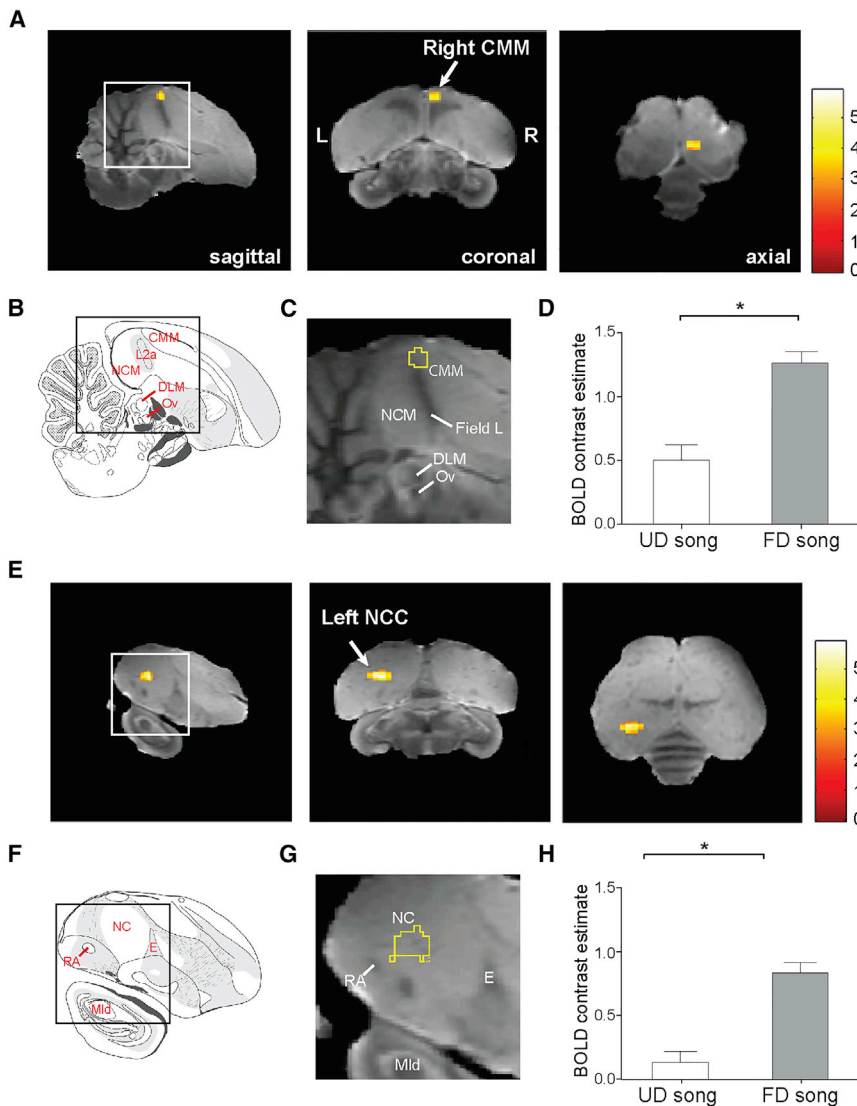 A
Right CMM
L
R
sagittal
coronal
axial
5
4
3
2
1
0
B
CMM
L2a
NCM
DLM
Ov
C
CMM
NCM
Field L
DLM
Ov
D
*
BOLD contrast estimate
1.5
1.0
0.5
0.0
UD song
FD song
E
Left NCC
5
4
3
2
1
0
F
NC
E
RA
Mld
G
NC
RA
E
Mld
H
*
BOLD contrast estimate
1.5
1.0
0.5
0.0
UD song
FD song